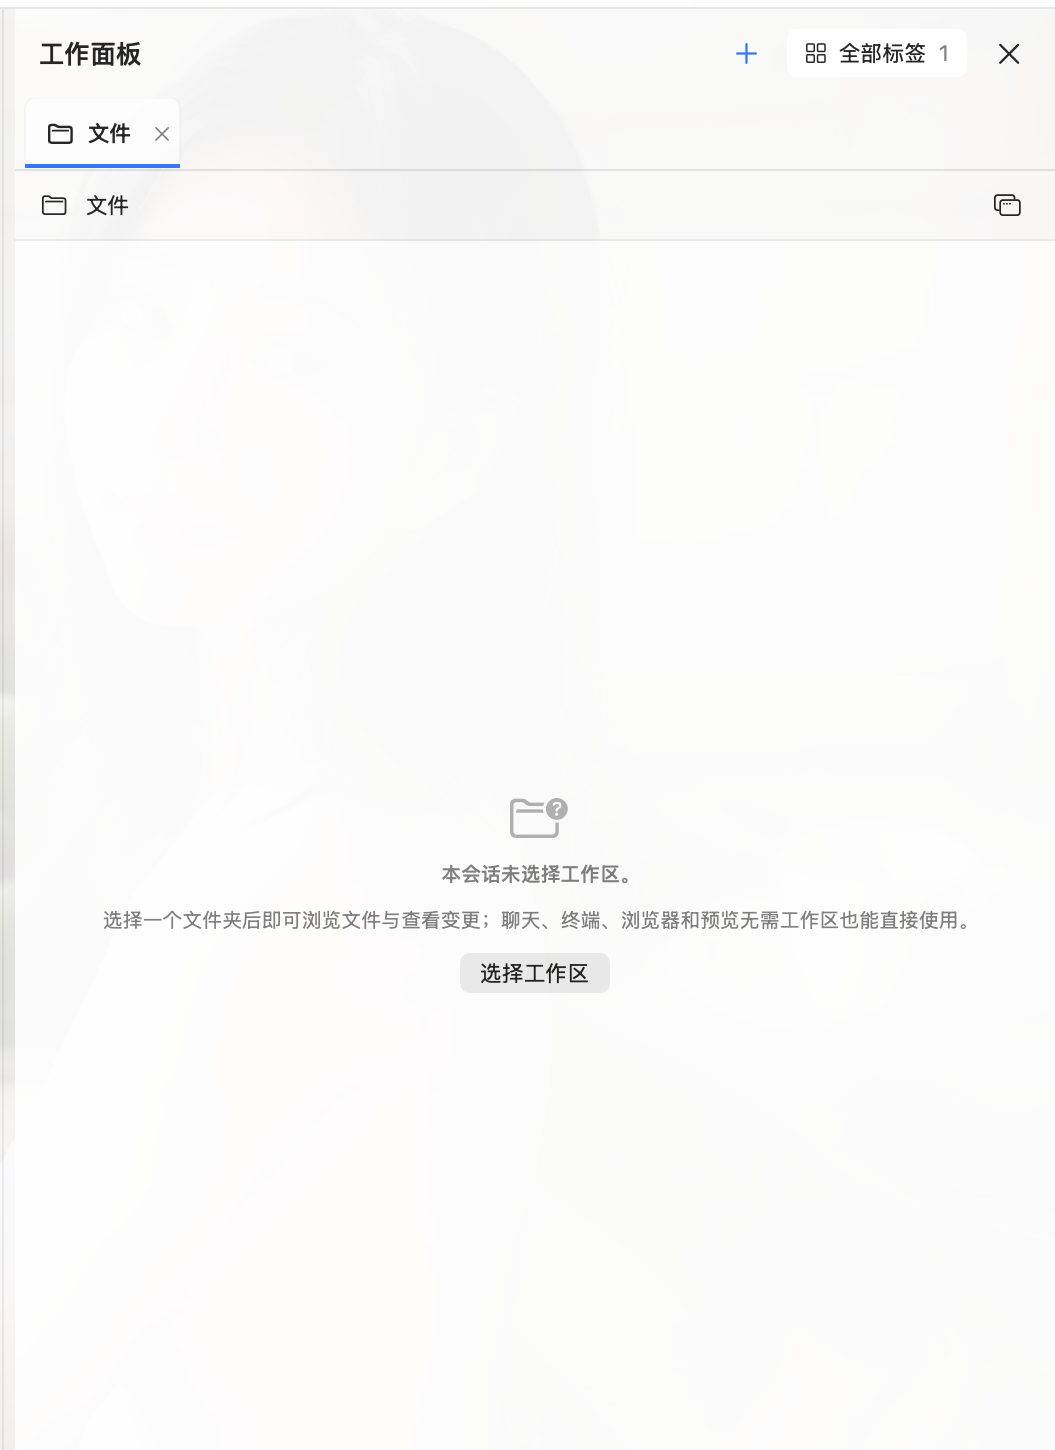 工作面板
全部标签 1
文件
文件
本会话未选择工作区。
选择一个文件夹后即可浏览文件与查看变更；聊天、终端、浏览器和预览无需工作区也能直接使用。
选择工作区